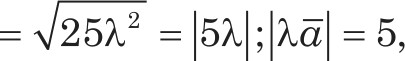 = √25λ² = |5λ|; |λā| = 5,